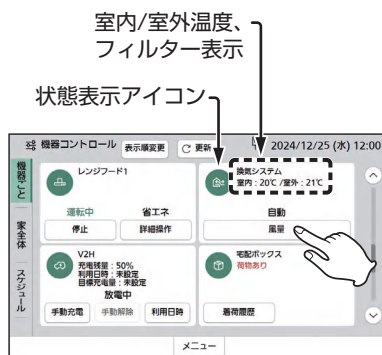 室内/室外温度、
フィルター表示
状態表示アイコン
機器コントロール 表示順変更 更新 2024/12/25 (水) 12:00
機器ごと
家全体
スケジュール
レンジフード1
運転中 省エネ
停止 詳細操作
換気システム
室内：20℃ /室外：21℃
自動
風量
V2H
充電残量：50%
利用日時：未設定
目標充電量：未設定
放電中
手動充電 手動解除 利用日時
宅配ボックス
荷物あり
着荷履歴
メニュー